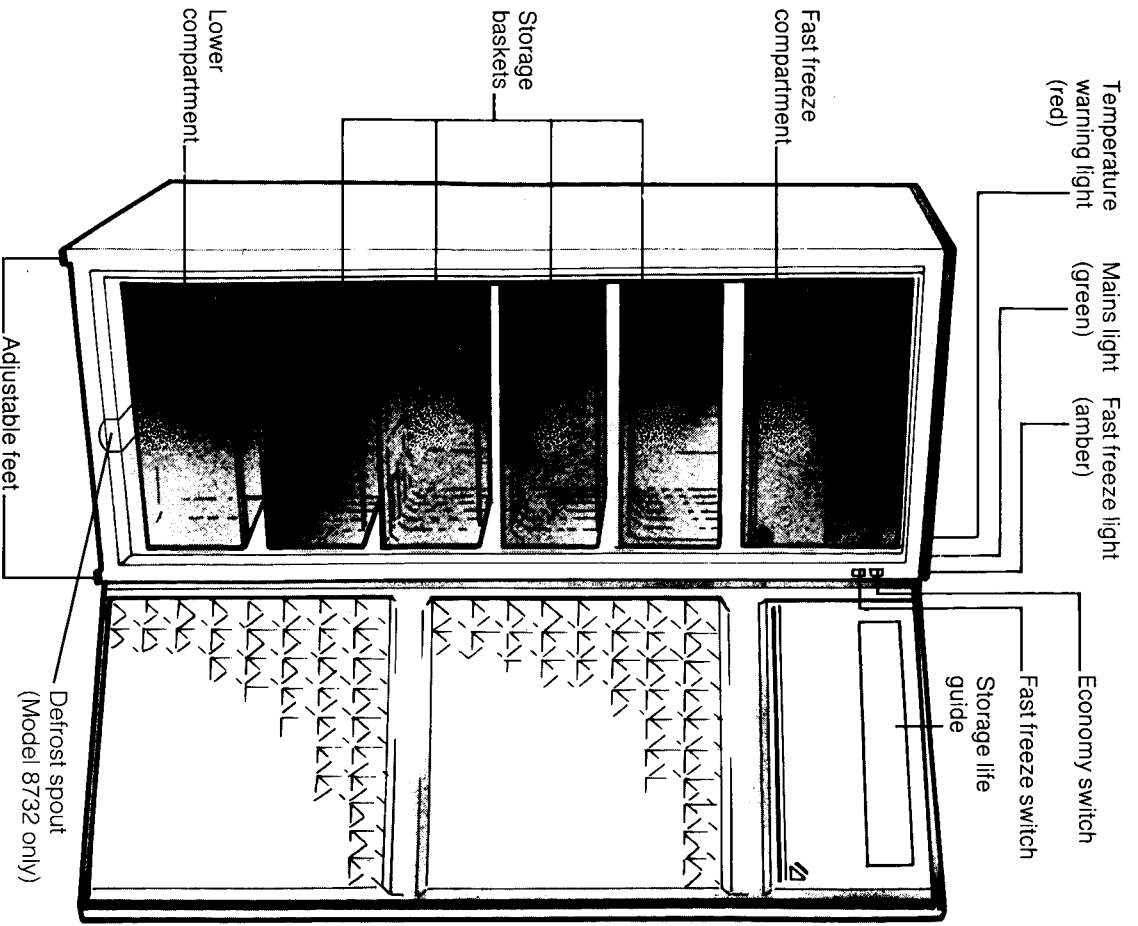 Temperature
warning light
(red)
Mains light
(green)
Fast freeze light
(amber)
Economy switch
Fast freeze switch
Storage life
guide
Fast freeze
compartment
Storage
baskets
Lower
compartment
Adjustable feet
Defrost spout
(Model 8732 only)